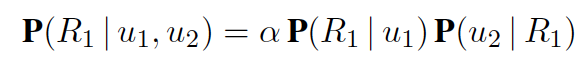 P(R₁ | u₁, u₂) = α P(R₁ | u₁) P(u₂ | R₁)